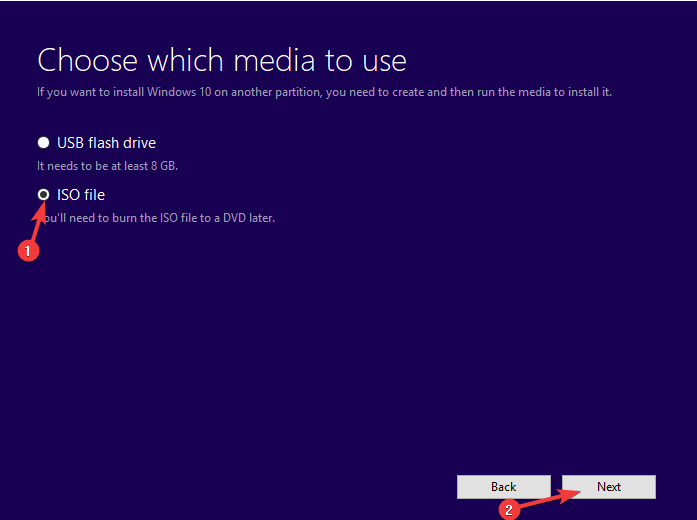 Choose which media to use
If you want to install Windows 10 on another partition, you need to create and then run the media to install it.
USB flash drive
It needs to be at least 8 GB.
ISO file
You'll need to burn the ISO file to a DVD later.
1
Back
Next
2